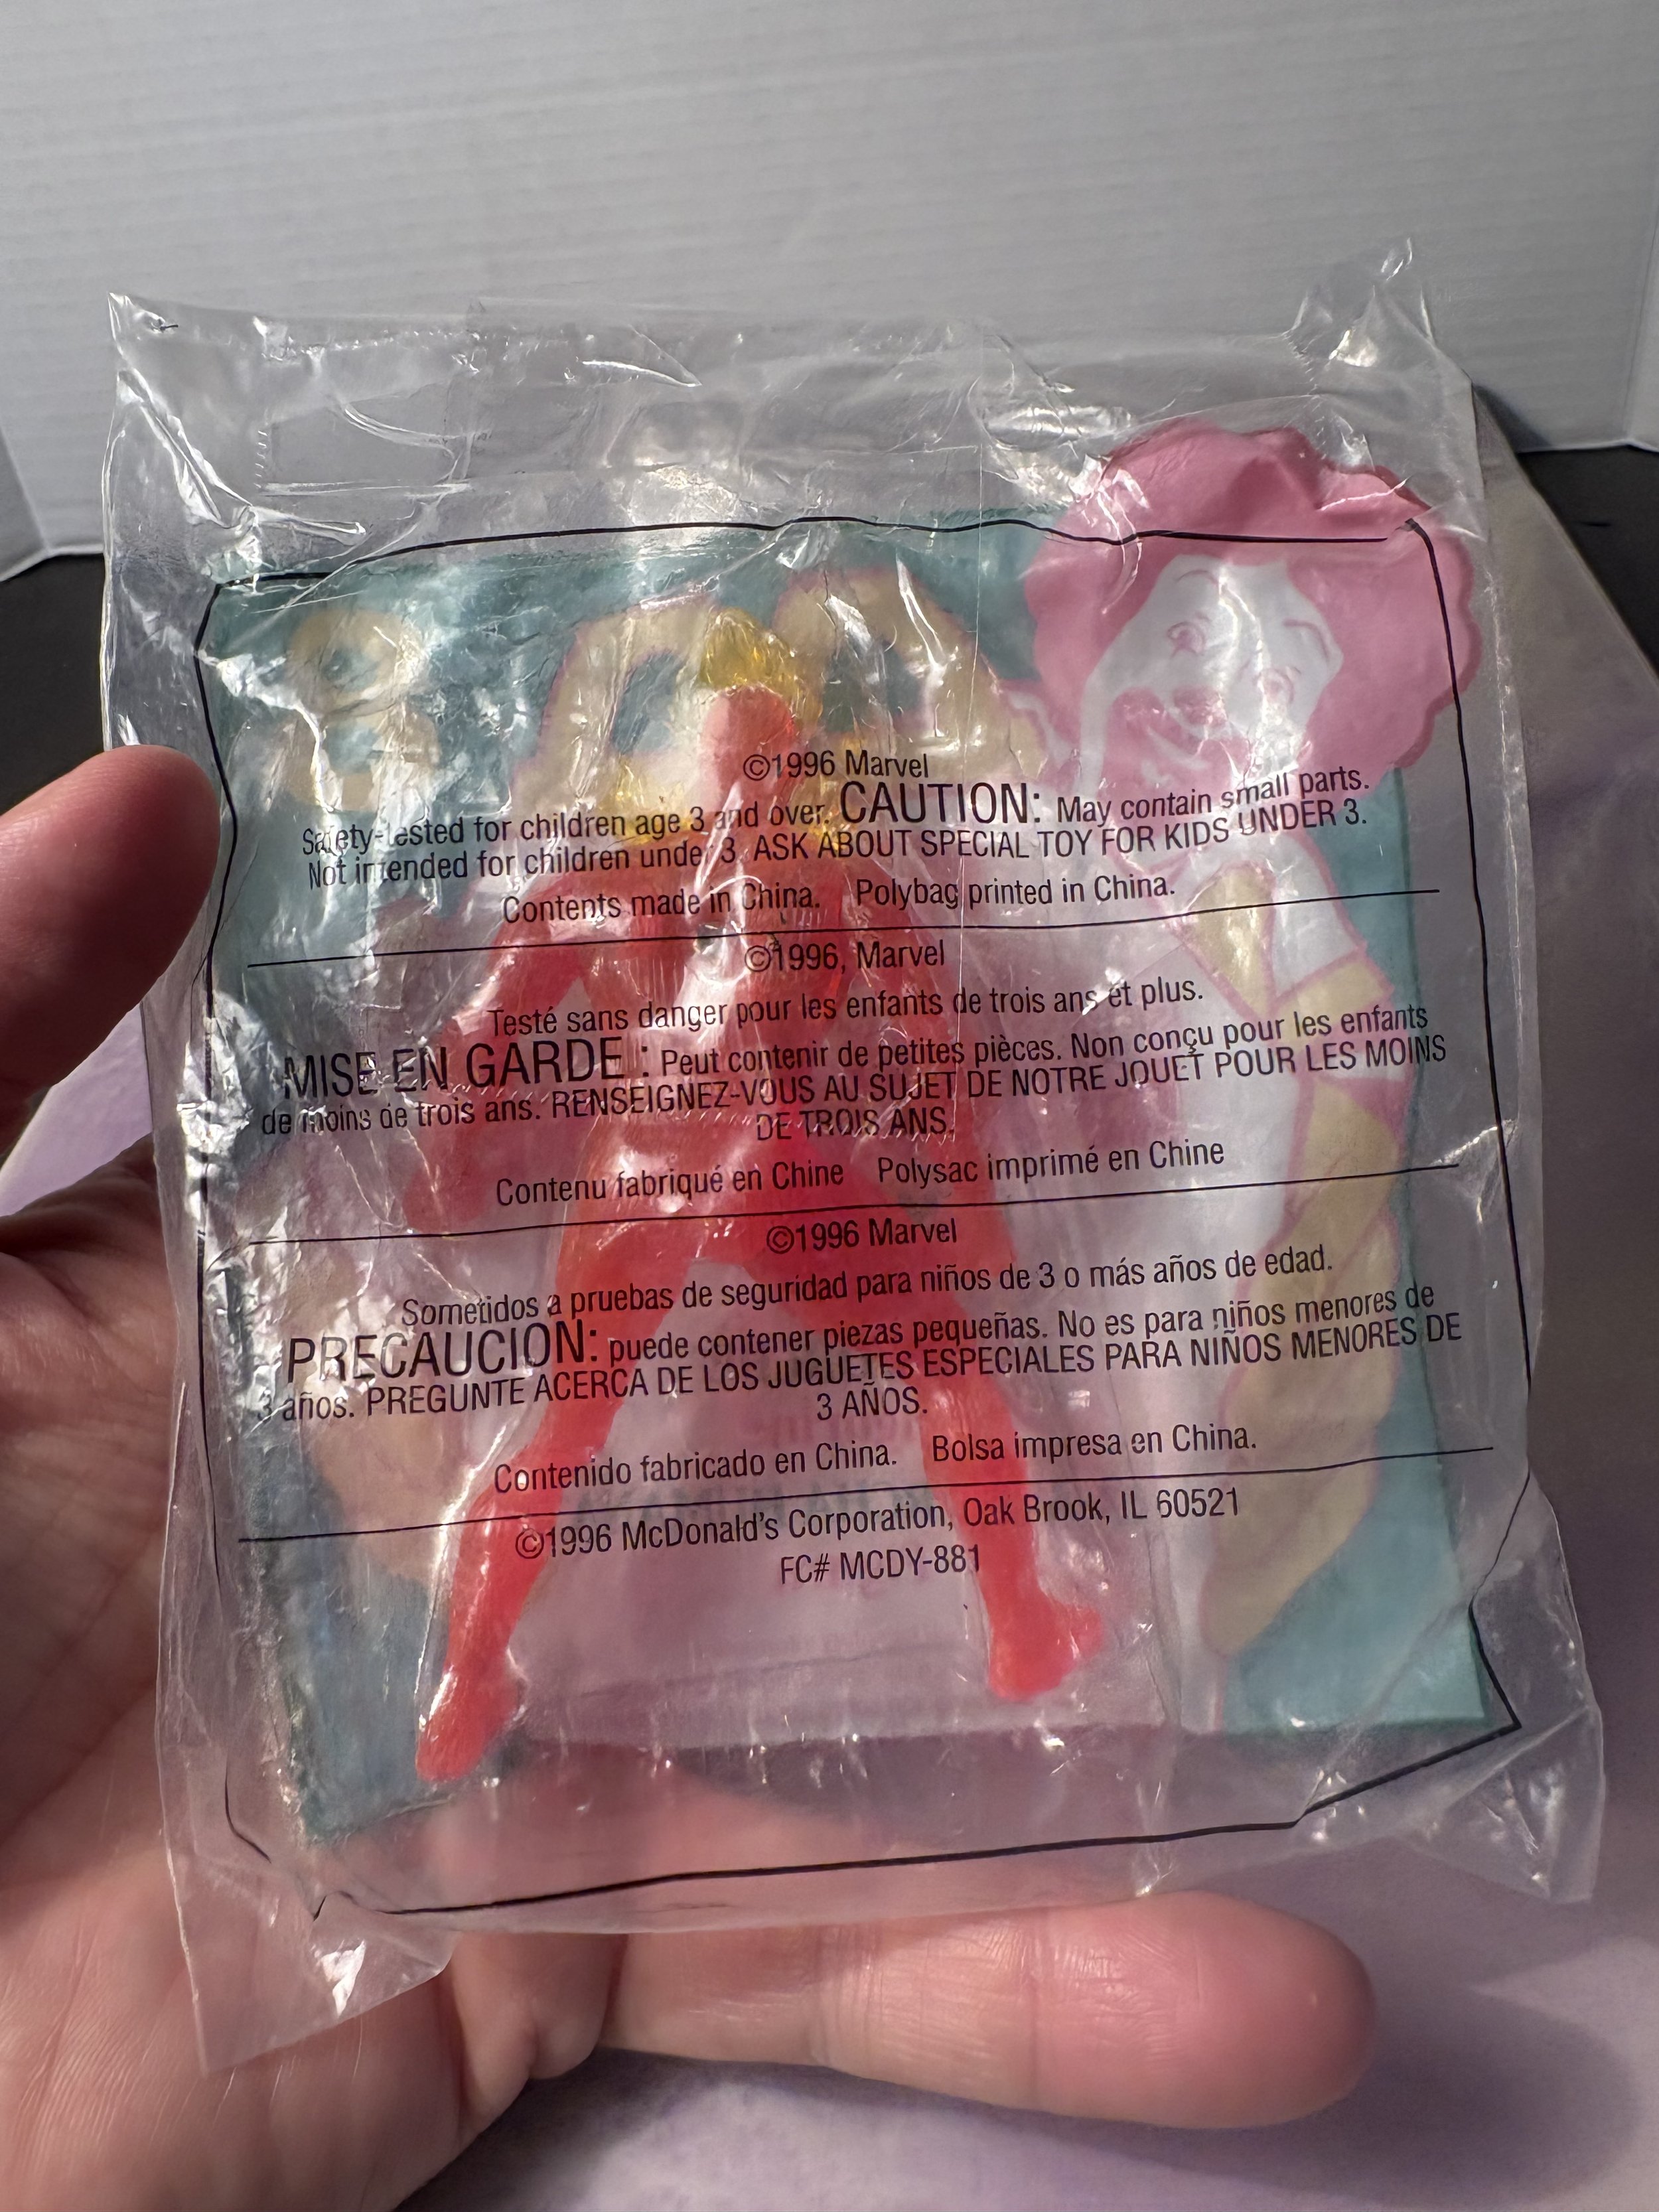 ©1996 Marvel
Safety-tested for children age 3 and over. CAUTION: May contain small parts.
Not intended for children under 3. ASK ABOUT SPECIAL TOY FOR KIDS UNDER 3.
Contents made in China. Polybag printed in China.
©1996, Marvel
Testé sans danger pour les enfants de trois ans et plus.
MISE EN GARDE : Peut contenir de petites pièces. Non conçu pour les enfants
de moins de trois ans. RENSEIGNEZ-VOUS AU SUJET DE NOTRE JOUET POUR LES MOINS
DE TROIS ANS.
Contenu fabriqué en Chine Polysac imprimé en Chine
©1996 Marvel
Sometidos a pruebas de seguridad para niños de 3 o más años de edad.
PRECAUCION: puede contener piezas pequeñas. No es para niños menores de
3 años. PREGUNTE ACERCA DE LOS JUGUETES ESPECIALES PARA NIÑOS MENORES DE
3 AÑOS.
Contenido fabricado en China. Bolsa impresa en China.
©1996 McDonald's Corporation, Oak Brook, IL 60521
FC# MCDY-881